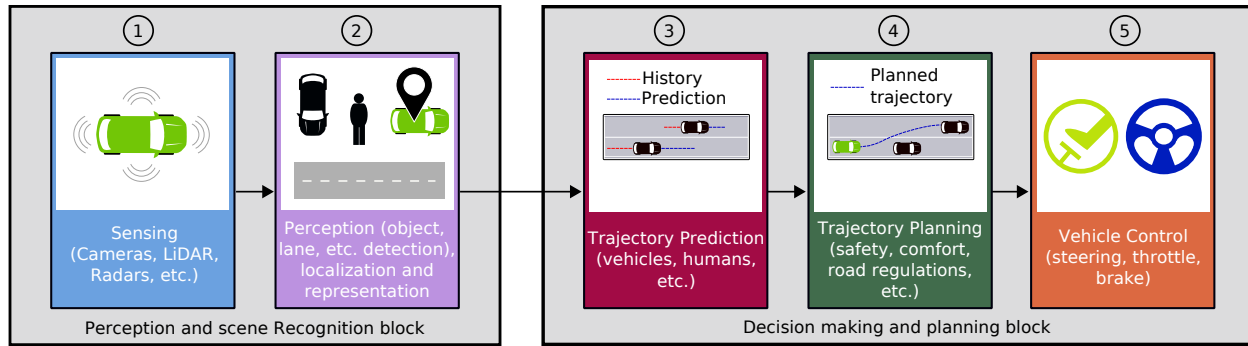 1
2
3
4
5
History
Prediction
Planned
trajectory
Sensing
(Cameras, LiDAR,
Radars, etc.)
Perception (object,
lane, etc. detection),
localization and
representation
Trajectory Prediction
(vehicles, humans,
etc.)
Trajectory Planning
(safety, comfort,
road regulations,
etc.)
Vehicle Control
(steering, throttle,
brake)
Perception and scene Recognition block
Decision making and planning block